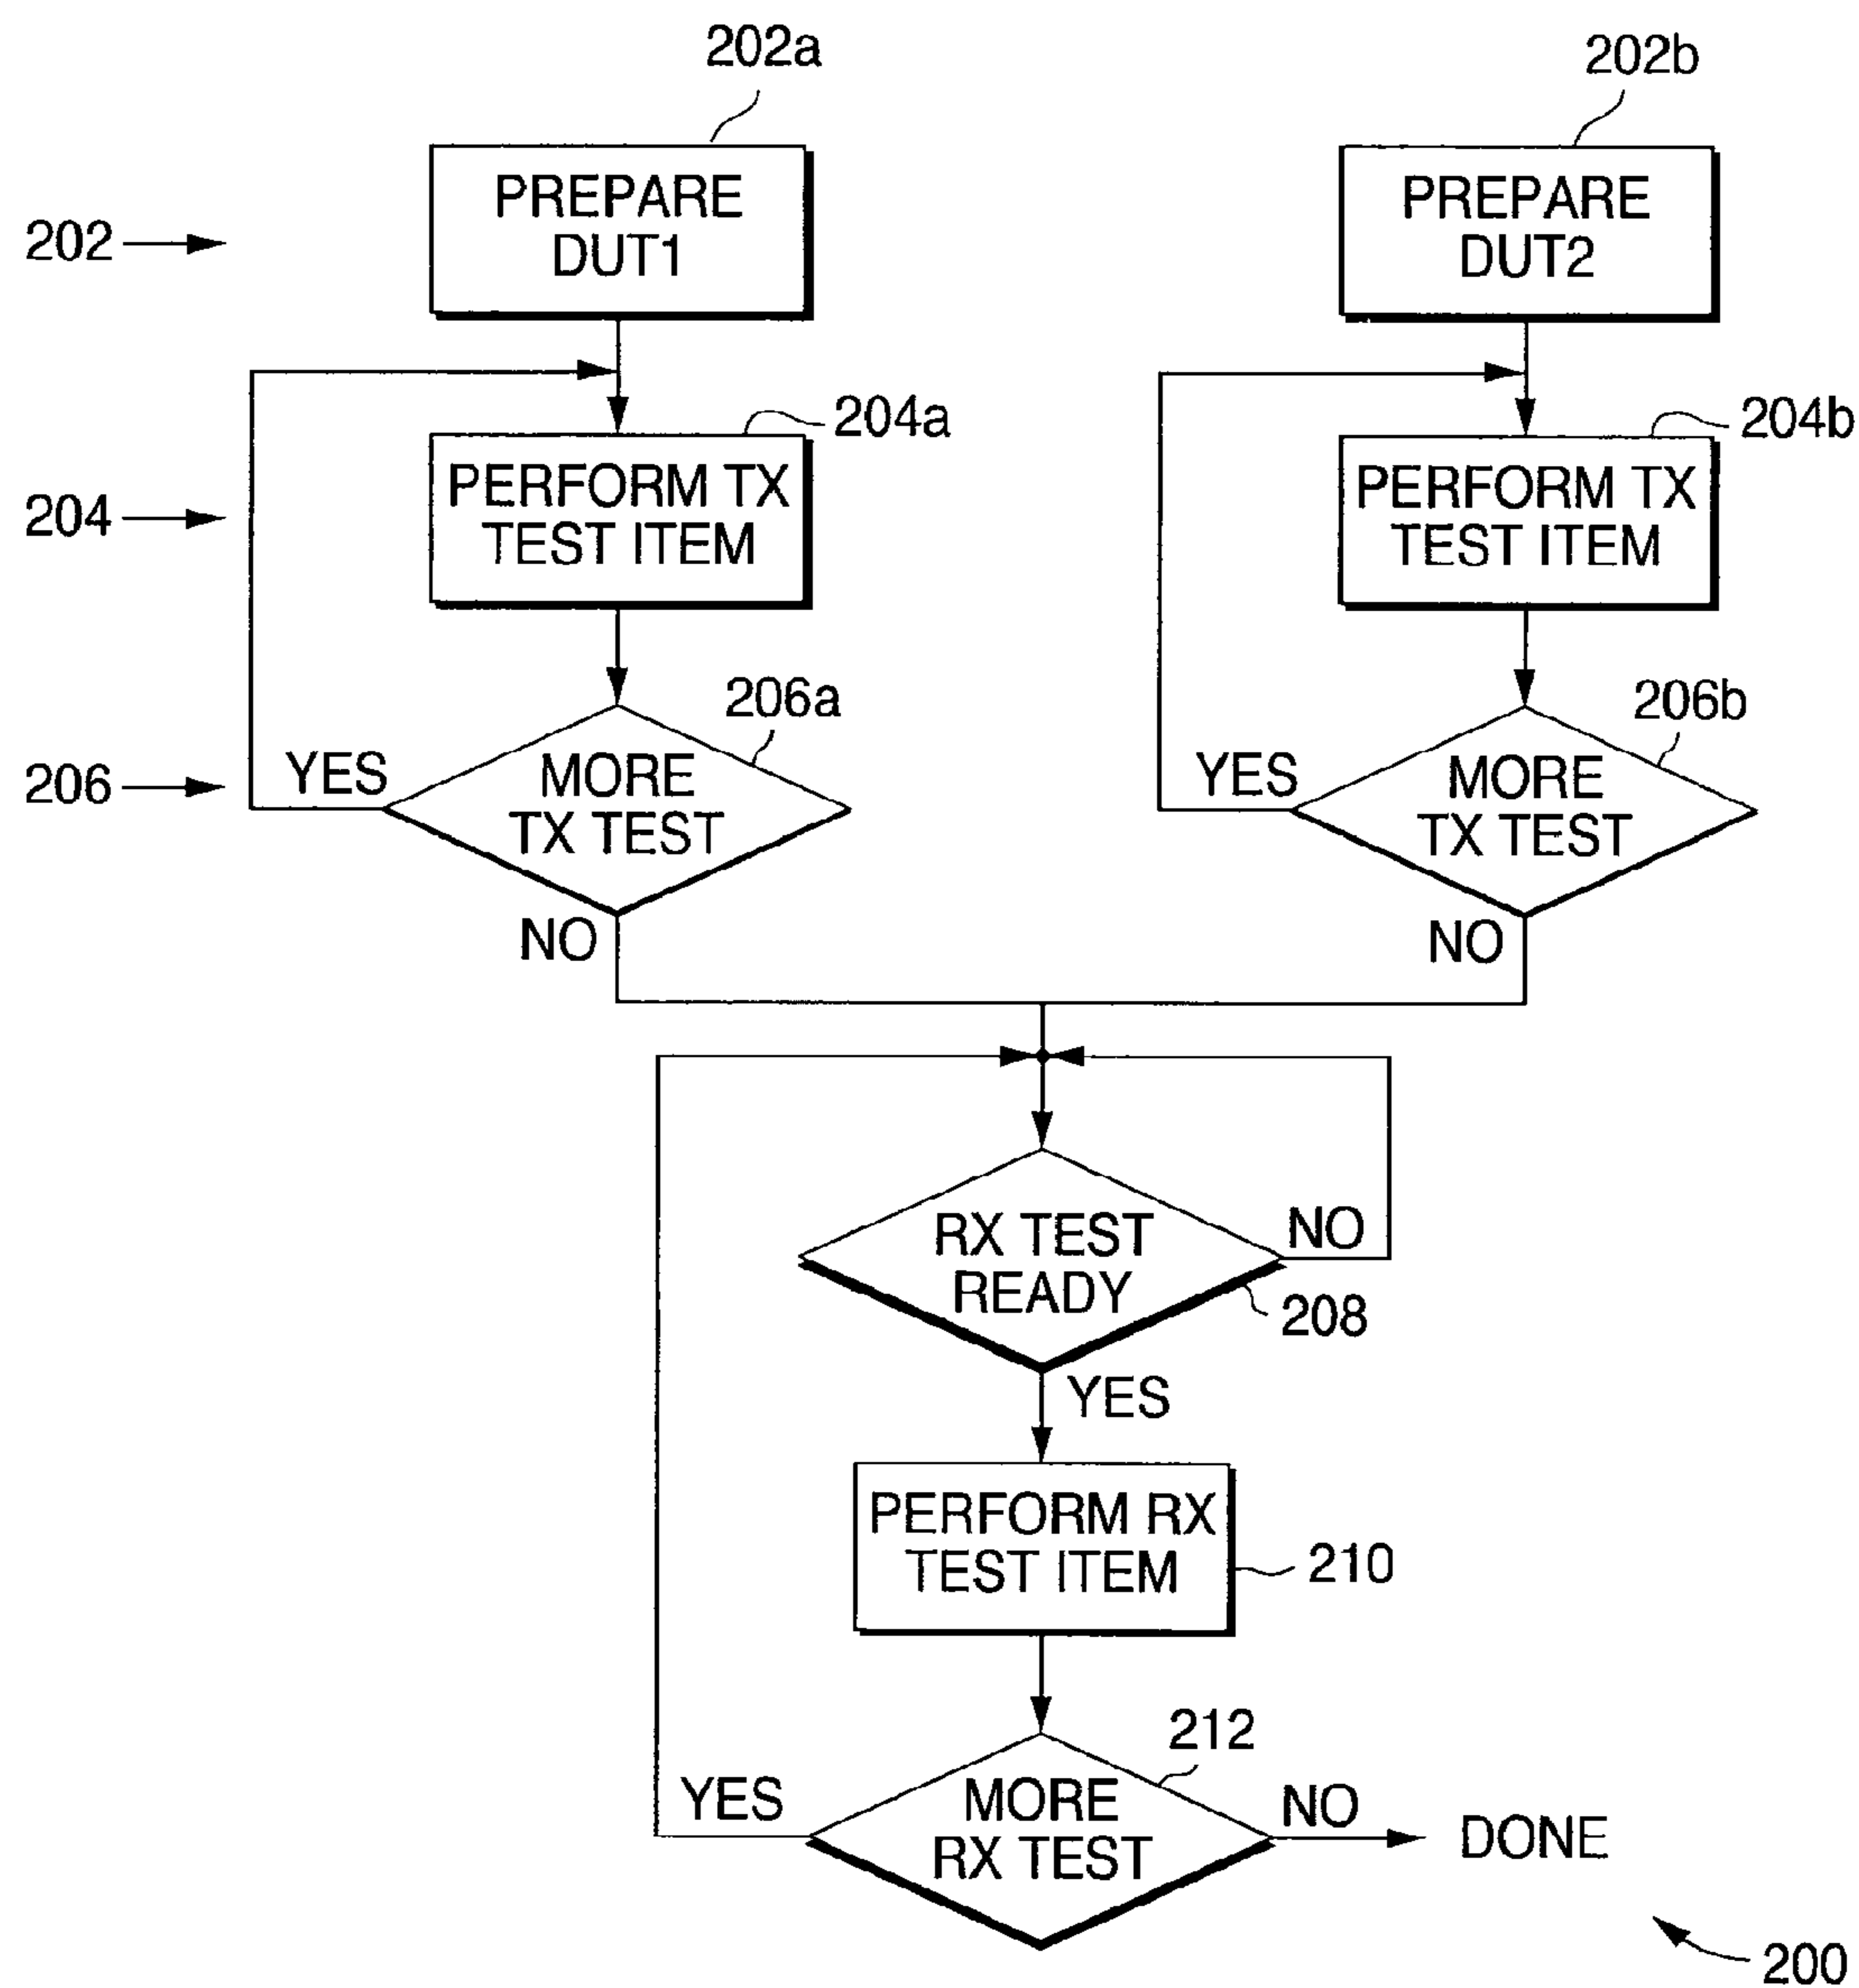 202a
202b
PREPARE
DUT1
PREPARE
DUT2
202
204a
204b
PERFORM TX
TEST ITEM
PERFORM TX
TEST ITEM
204
206a
206b
YES
MORE
TX TEST
YES
MORE
TX TEST
206
NO
NO
RX TEST
READY
NO
208
YES
PERFORM RX
TEST ITEM
210
212
YES
MORE
RX TEST
NO
DONE
200